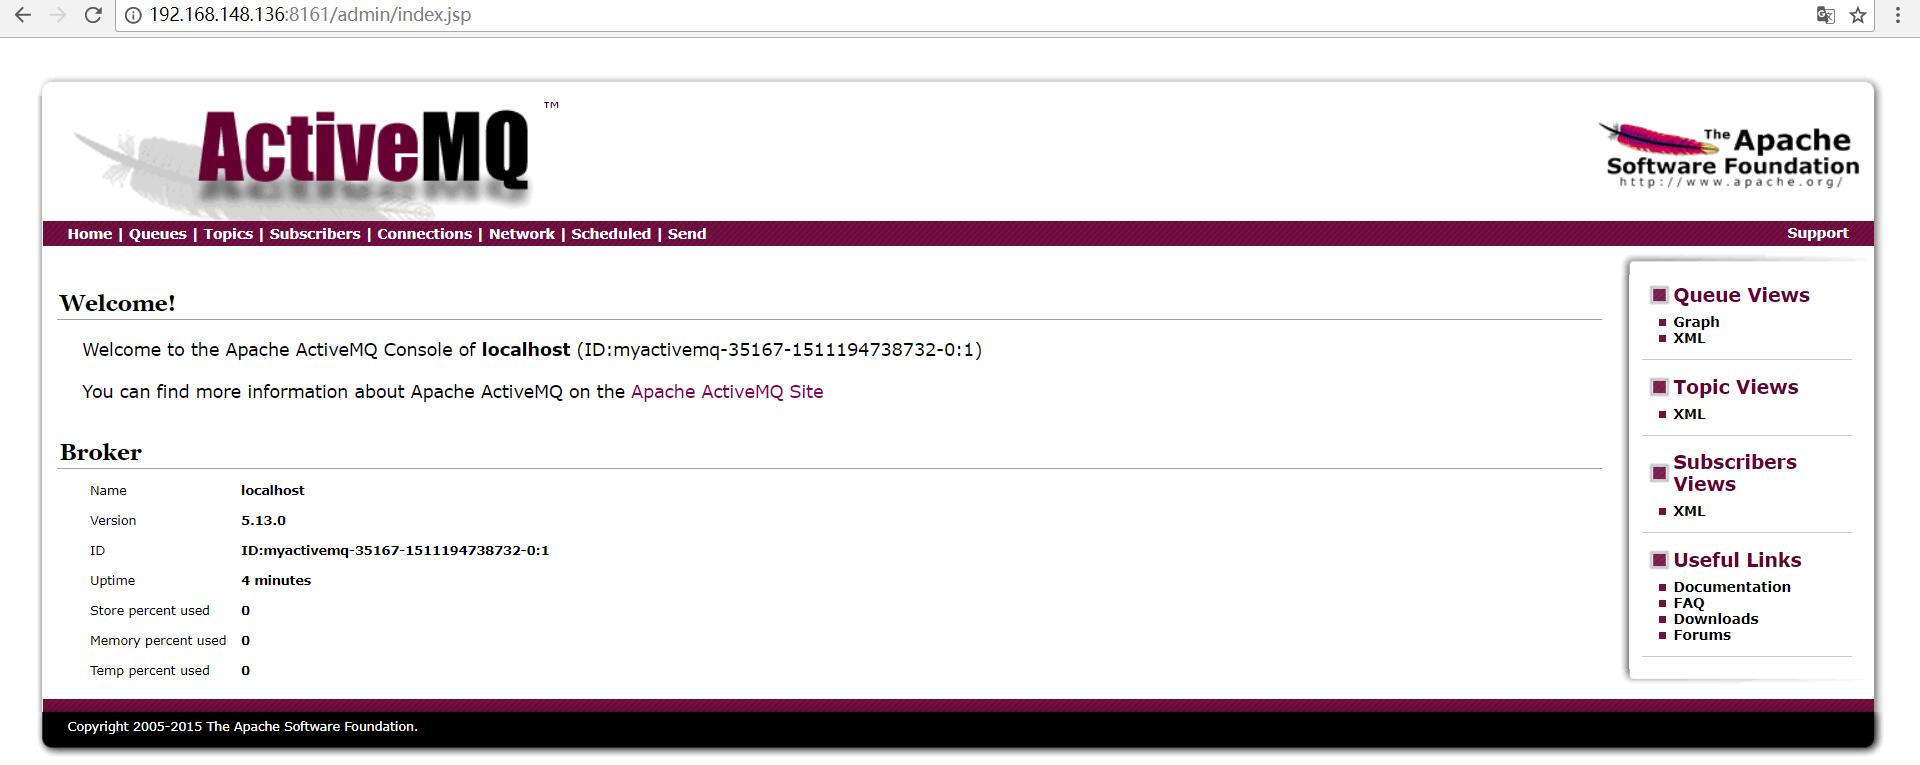 192.168.148.136:8161/admin/index.jsp
ActiveMQ ™
The Apache
Software Foundation
http://www.apache.org/
Home | Queues | Topics | Subscribers | Connections | Network | Scheduled | Send
Support
Welcome!
Welcome to the Apache ActiveMQ Console of localhost (ID:myactivemq-35167-1511194738732-0:1)
You can find more information about Apache ActiveMQ on the Apache ActiveMQ Site
Broker
Name localhost
Version 5.13.0
ID ID:myactivemq-35167-1511194738732-0:1
Uptime 4 minutes
Store percent used 0
Memory percent used 0
Temp percent used 0
Queue Views
Graph
XML
Topic Views
XML
Subscribers
Views
XML
Useful Links
Documentation
FAQ
Downloads
Forums
Copyright 2005-2015 The Apache Software Foundation.